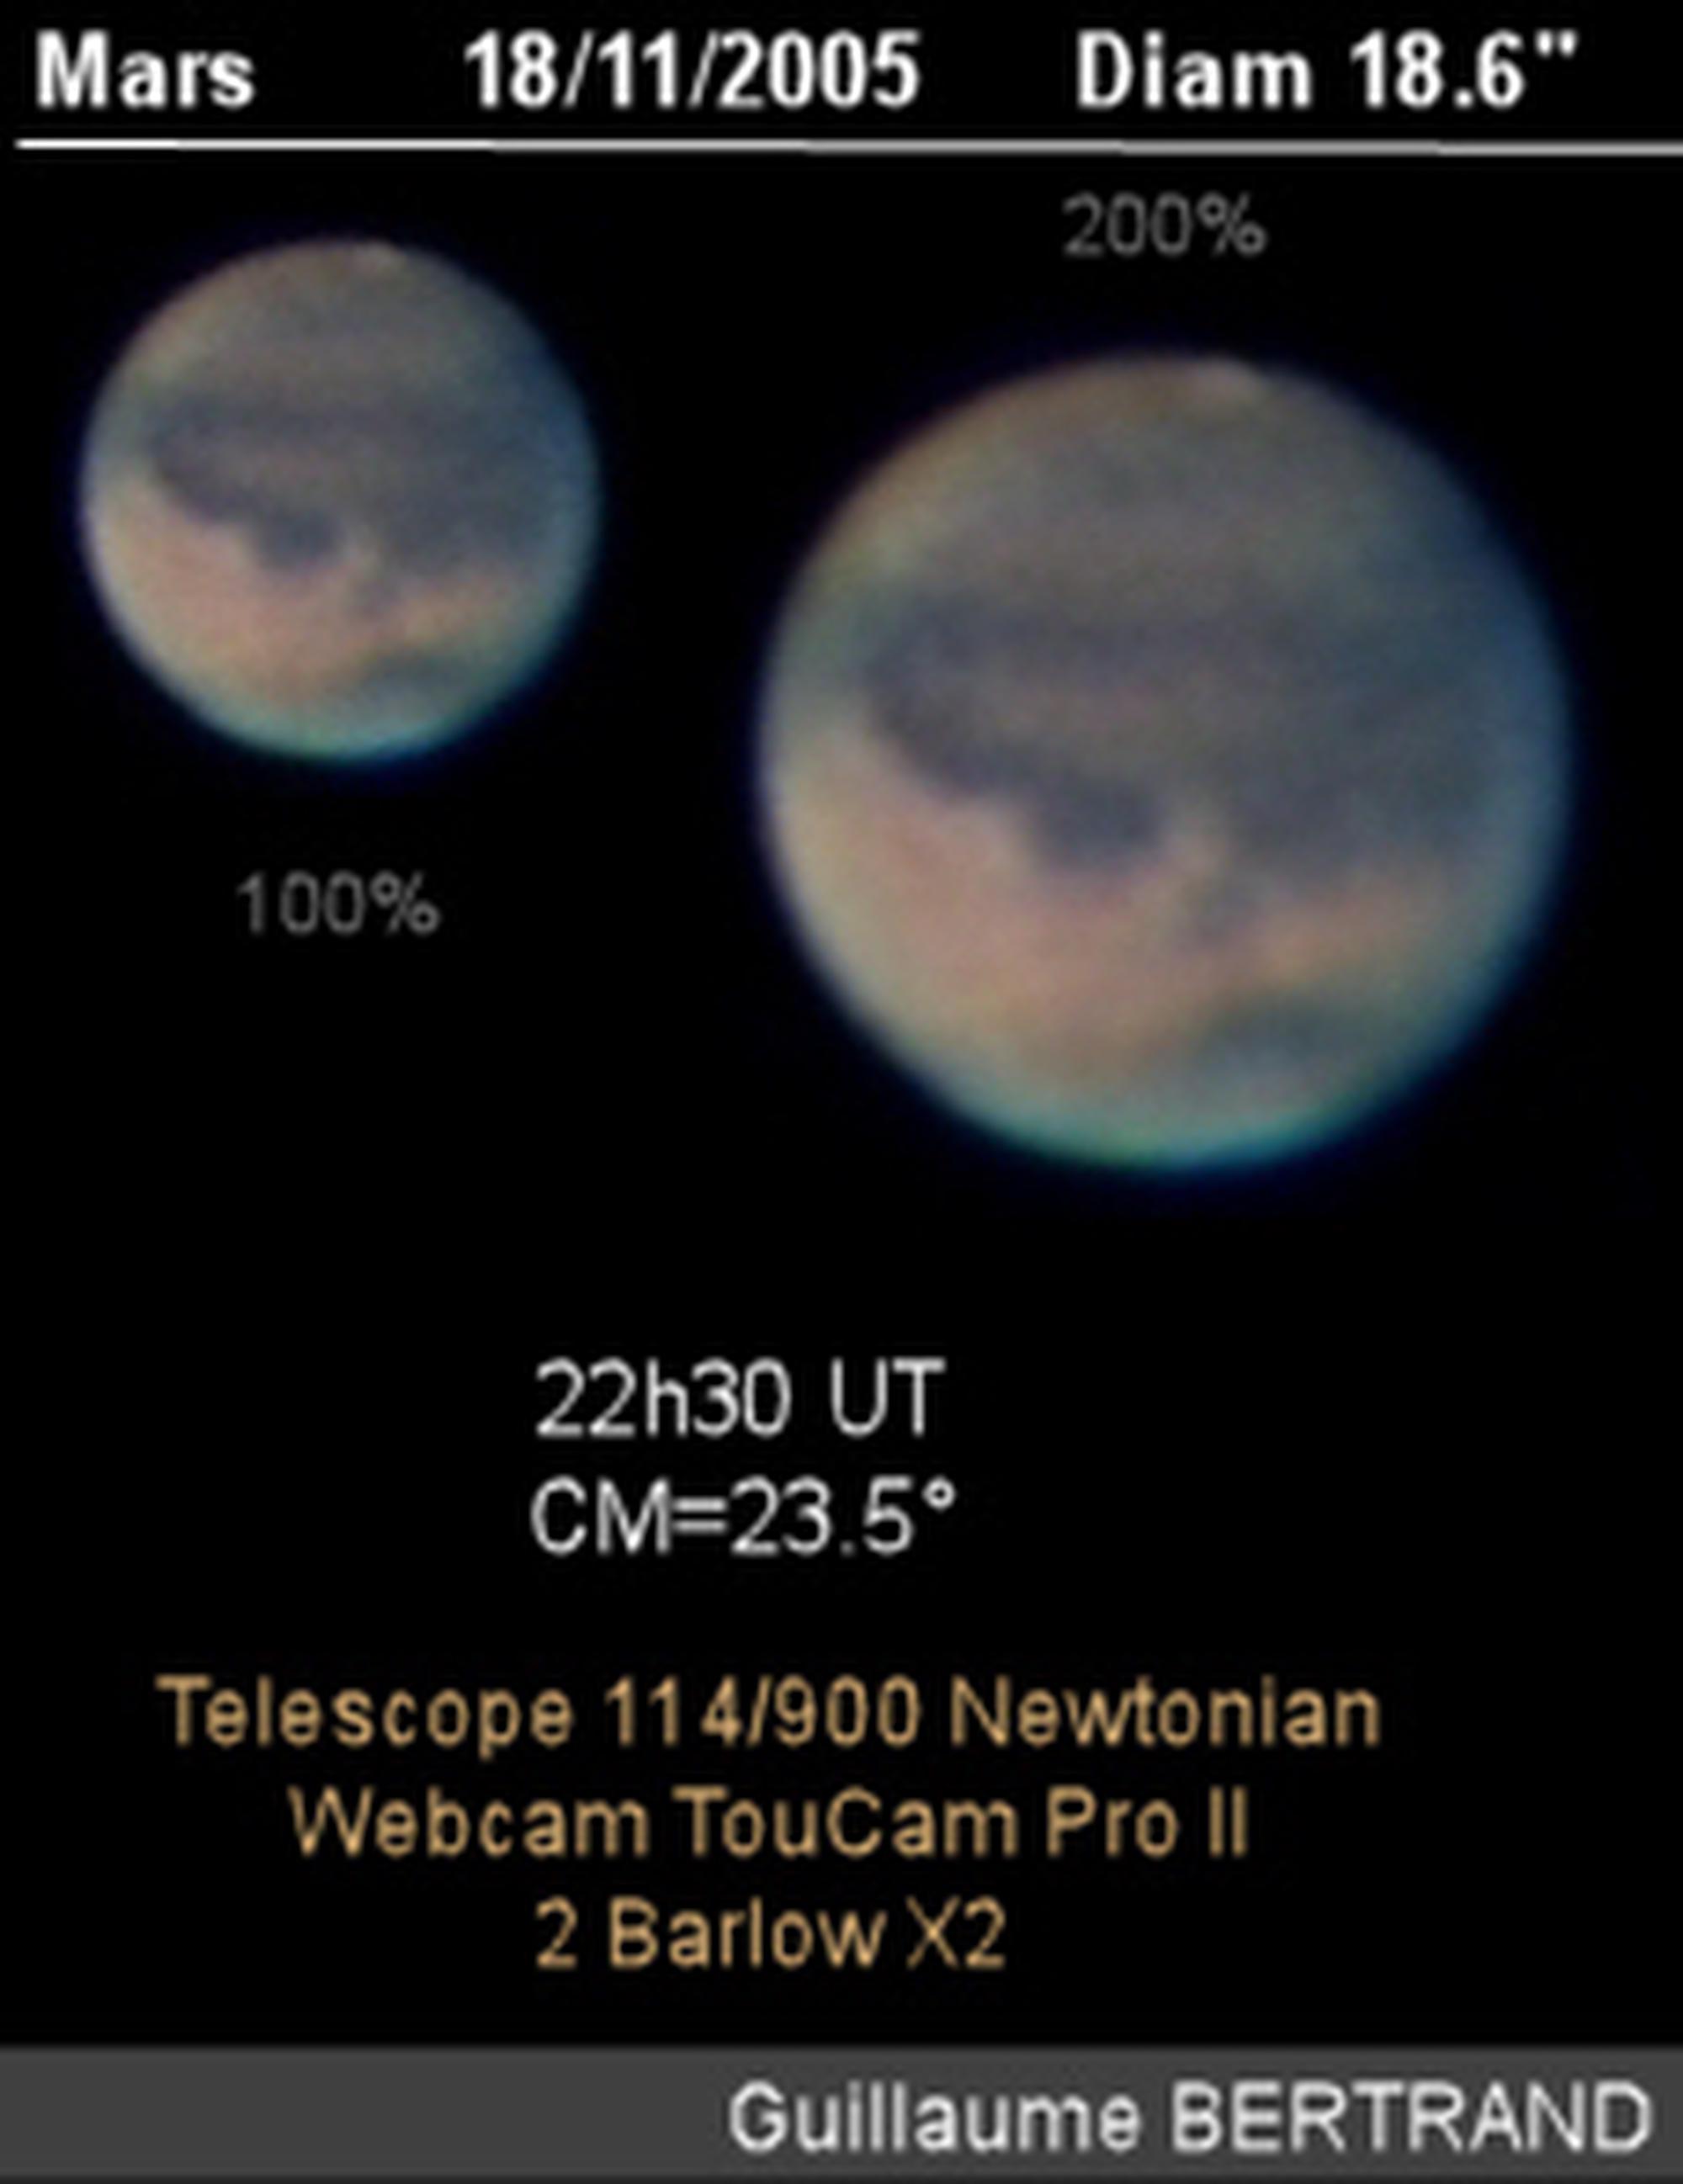 Mars 18/11/2005 Diam 18.6"
200%
100%
22h30 UT
CM=23.5°
Telescope 114/900 Newtonian
Webcam TouCam Pro II
2 Barlow X2
Guillaume BERTRAND